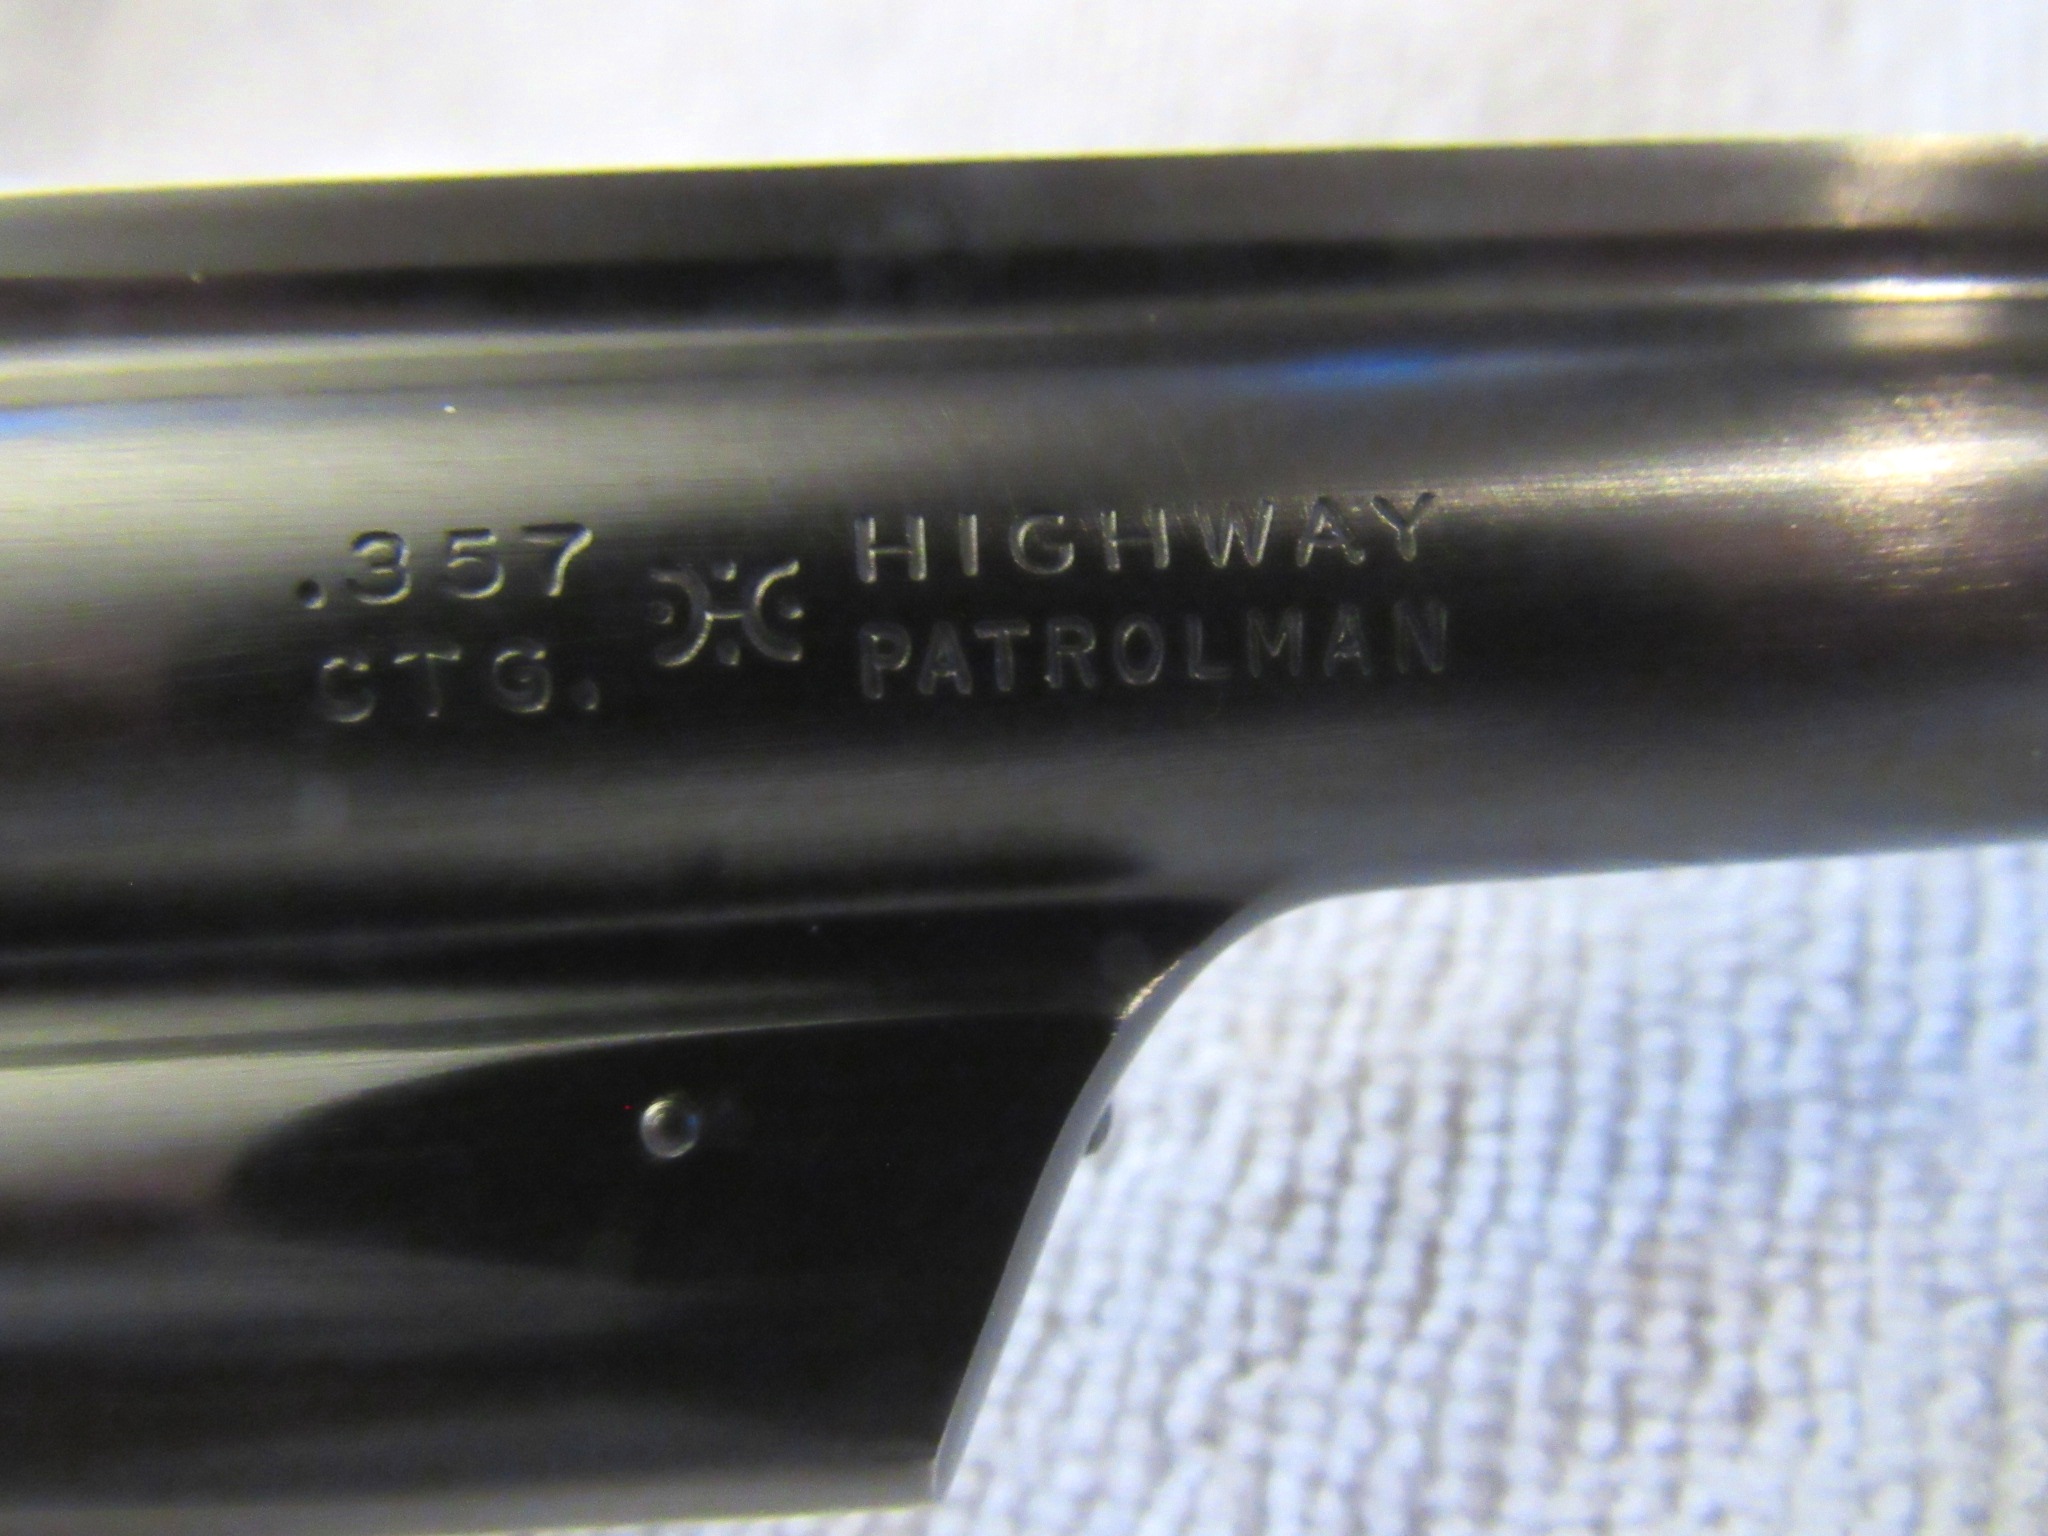 .357
CTG.
HIGHWAY
PATROLMAN